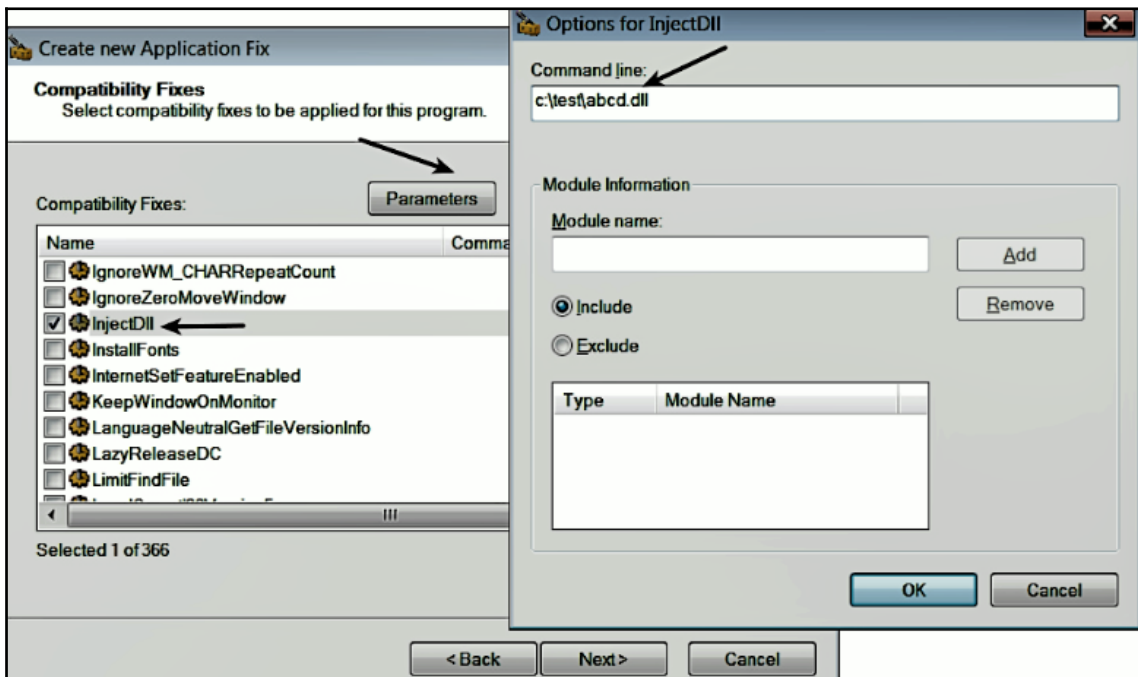 Create new Application Fix
Compatibility Fixes
Select compatibility fixes to be applied for this program.
Compatibility Fixes:
Parameters
Name
Comma
IgnoreWM_CHARRepeatCount
IgnoreZeroMoveWindow
InjectDll
InstallFonts
InternetSetFeatureEnabled
KeepWindowOnMonitor
LanguageNeutralGetFileVersionInfo
LazyReleaseDC
LimitFindFile
Selected 1 of 366
< Back
Next >
Cancel
Options for InjectDll
Command line:
c:\test\abcd.dll
Module Information
Module name:
Add
Include
Remove
Exclude
Type
Module Name
OK
Cancel